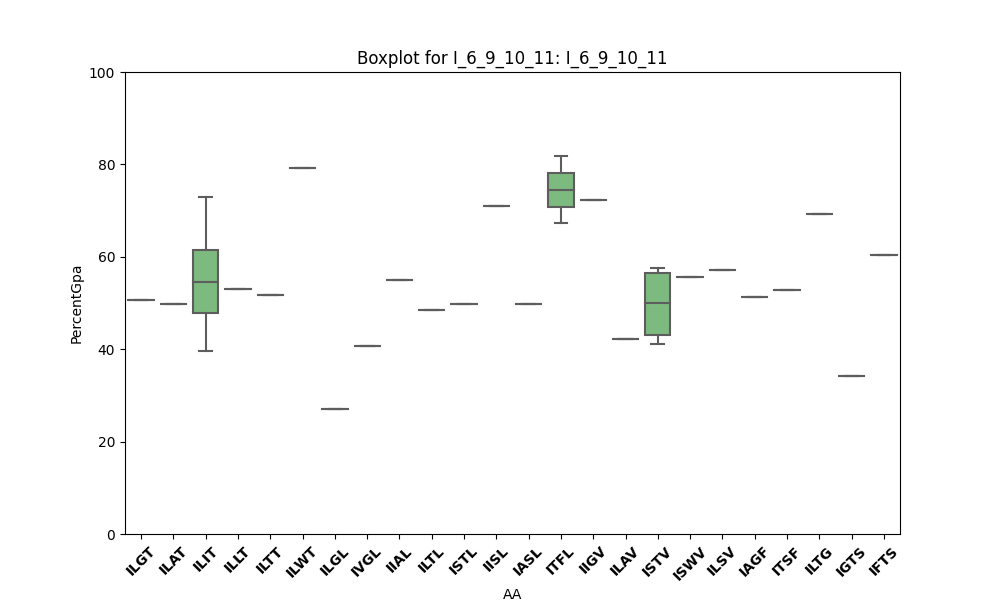 Boxplot for I_6_9_10_11: I_6_9_10_11
100
80
60
40
20
0
PercentGpa
ILGT ILAT ILIT ILLT ILTT ILWT ILGL IVGL IIAL ILTL ISTL IISL IASL ITFL IIGV ILAV ISTV ISWV ILSV IAGF ITSF ILTG IGTS IFTS
AA